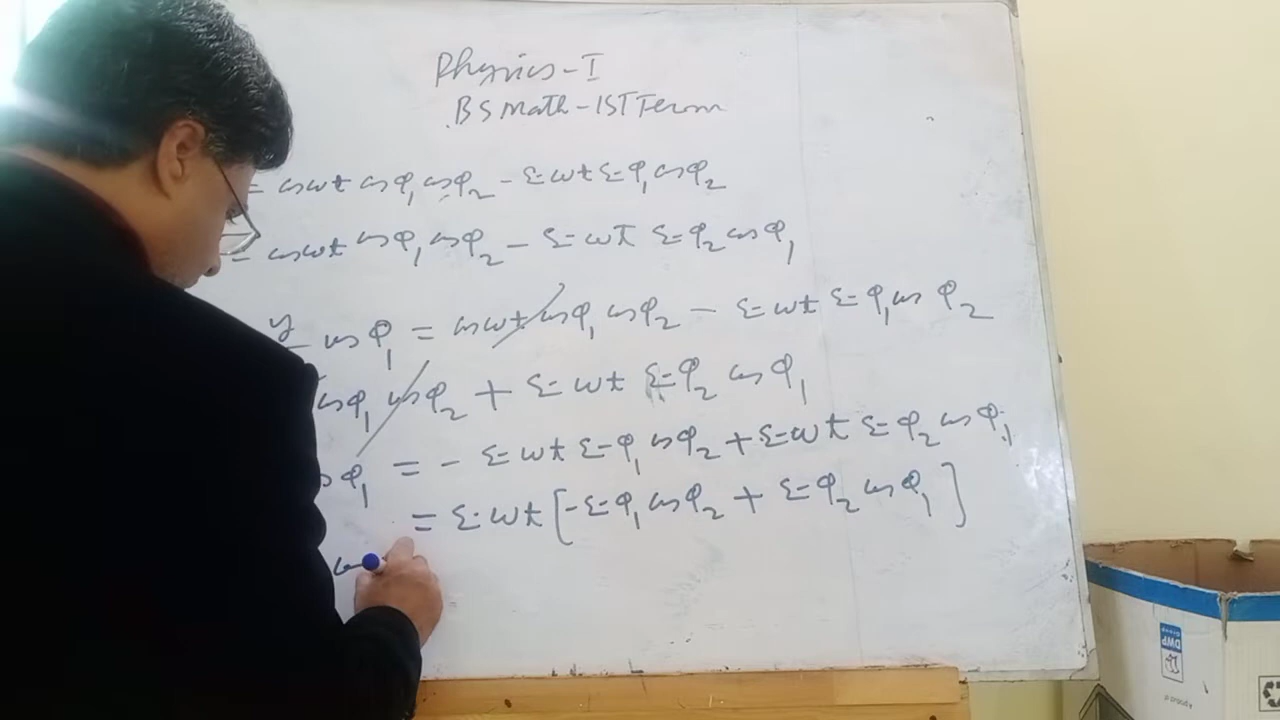 Physics-I
BS Math-1ST Term
= cos ωt cos φ₁ cos φ₂ - Sin ωt Sin φ₁ cos φ₂
= cos ωt cos φ₁ cos φ₂ - Sin ωt Sin φ₂ cos φ₁
y cos φ₁ = cos ωt cos φ₁ cos φ₂ - Sin ωt Sin φ₁ cos φ₂
cos φ₁ cos φ₂ + Sin ωt Sin φ₂ cos φ₁
φ₁ = - Sin ωt Sin φ₁ cos φ₂ + Sin ωt Sin φ₂ cos φ₁
= Sin ωt [- Sin φ₁ cos φ₂ + Sin φ₂ cos φ₁]
DWP